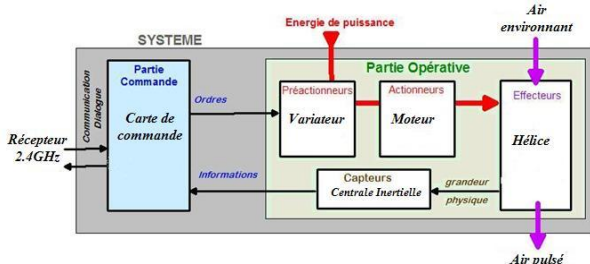 Air
environnant
Energie de puissance
SYSTEME
Partie
Commande
Partie Opérative
Communication
Dialogue
Carte de
commande
Ordres
Préactionneurs
Variateur
Actionneurs
Moteur
Effecteurs
Hélice
Récepteur
2.4GHz
Informations
Capteurs
Centrale Inertielle
grandeur
physique
Air pulsé